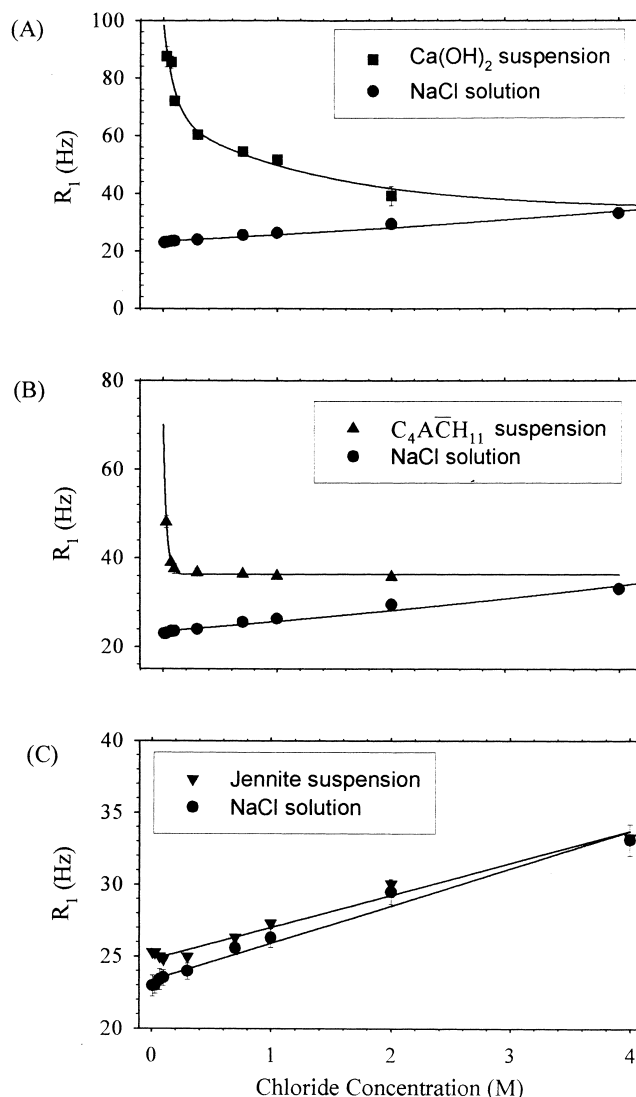 (A)
100
80
60
40
20
0
R₁ (Hz)
Ca(OH)₂ suspension
NaCl solution
(B)
80
60
40
20
R₁ (Hz)
C₄AC̅H₁₁ suspension
NaCl solution
(C)
40
35
30
25
20
R₁ (Hz)
Jennite suspension
NaCl solution
0 1 2 3 4
Chloride Concentration (M)